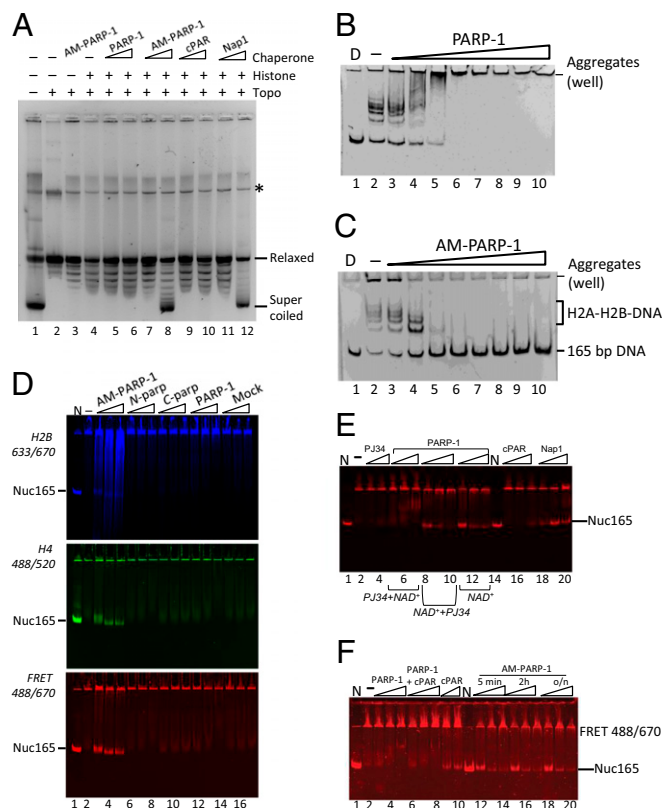 A
AM-PARP-1 PARP-1 AM-PARP-1 cPAR Nap1
– – – – Chaperone
– – – + + + + + + + + + Histone
– + + + + + + + + + + + Topo
*
Relaxed
Super
coiled
1 2 3 4 5 6 7 8 9 10 11 12
B
PARP-1
D –
Aggregates
(well)
1 2 3 4 5 6 7 8 9 10
C
AM-PARP-1
D –
Aggregates
(well)
H2A-H2B-DNA
165 bp DNA
1 2 3 4 5 6 7 8 9 10
D
AM-PARP-1 N-parp C-parp PARP-1 Mock
N –
H2B
633/670
Nuc165
H4
488/520
Nuc165
FRET
488/670
Nuc165
1 2 4 6 8 10 12 14 16
E
PJ34 PARP-1 cPAR Nap1
N – N
Nuc165
1 2 4 6 8 10 12 14 16 18 20
PJ34+NAD+ NAD+
NAD++PJ34
F
PARP-1 PARP-1 + cPAR cPAR AM-PARP-1
N – N 5 min 2h o/n
FRET 488/670
Nuc165
1 2 4 6 8 10 12 14 16 18 20